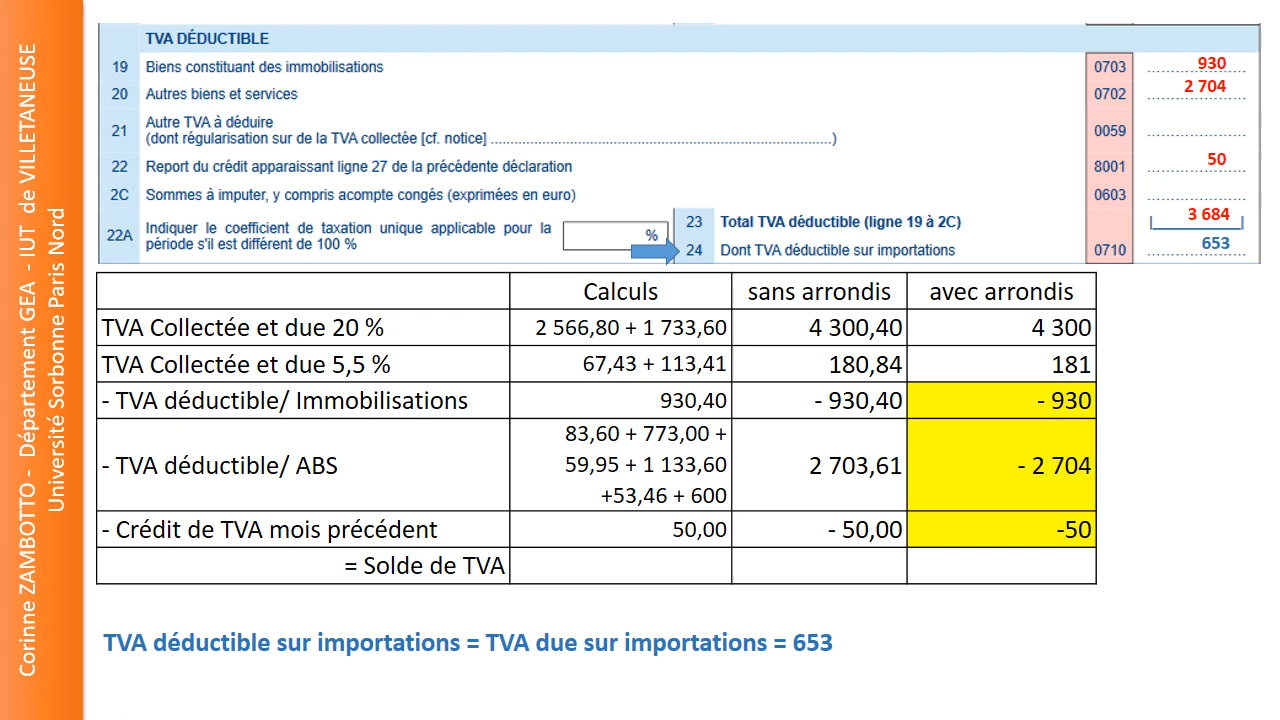 Corinne ZAMBOTTO - Département GEA - IUT de VILLETANEUSE
Université Sorbonne Paris Nord
TVA DÉDUCTIBLE
19 Biens constituant des immobilisations 0703 930
20 Autres biens et services 0702 2 704
21 Autre TVA à déduire
(dont régularisation sur de la TVA collectée [cf. notice] ..........................................................................) 0059
22 Report du crédit apparaissant ligne 27 de la précédente déclaration 8001 50
2C Sommes à imputer, y compris acompte congés (exprimées en euro) 0603
22A Indiquer le coefficient de taxation unique applicable pour la
période s'il est différent de 100 % %
23 Total TVA déductible (ligne 19 à 2C) 3 684
24 Dont TVA déductible sur importations 0710 653
Calculs sans arrondis avec arrondis
TVA Collectée et due 20 % 2 566,80 + 1 733,60 4 300,40 4 300
TVA Collectée et due 5,5 % 67,43 + 113,41 180,84 181
- TVA déductible/ Immobilisations 930,40 - 930,40 - 930
- TVA déductible/ ABS 83,60 + 773,00 +
59,95 + 1 133,60
+53,46 + 600 2 703,61 - 2 704
- Crédit de TVA mois précédent 50,00 - 50,00 -50
= Solde de TVA
TVA déductible sur importations = TVA due sur importations = 653